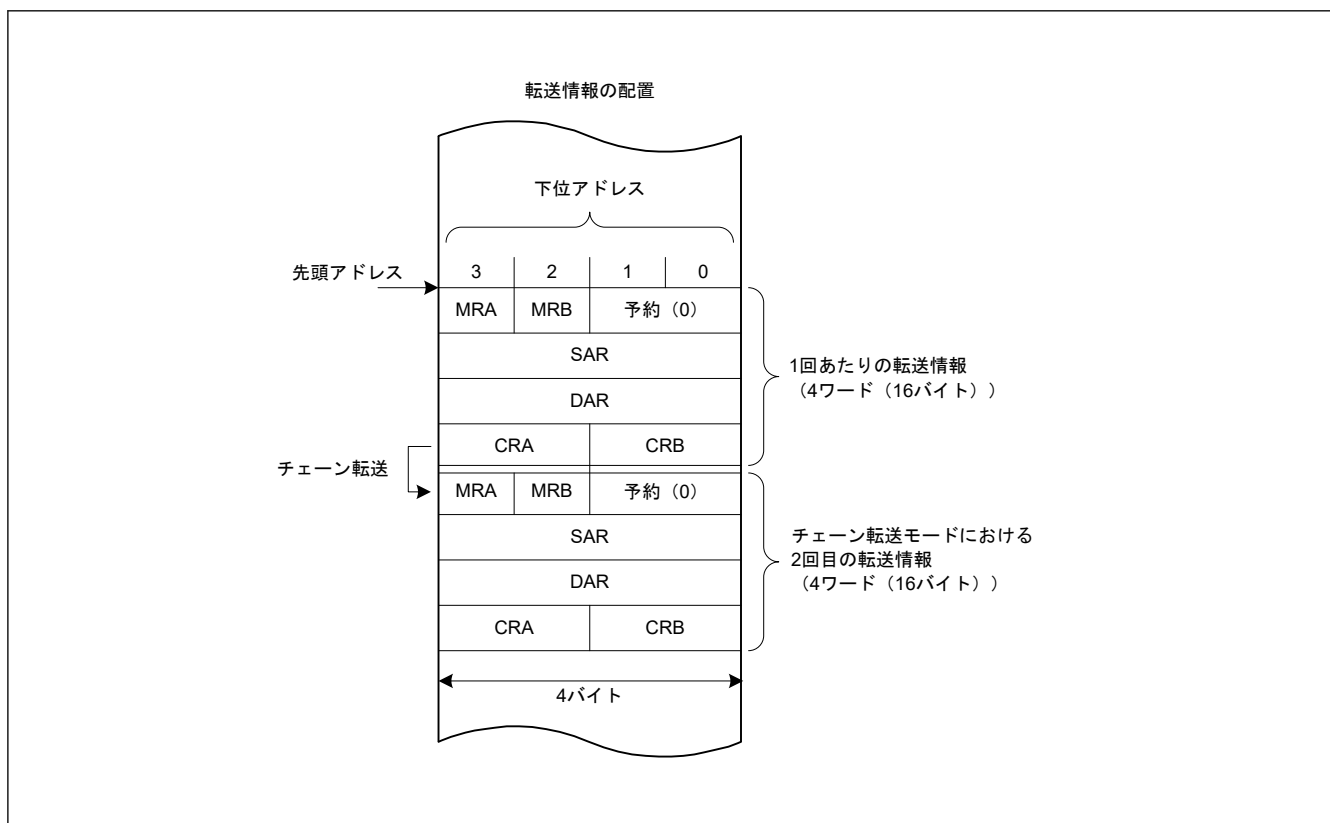 転送情報の配置
下位アドレス
先頭アドレス
3 2 1 0
MRA MRB 予約（0）
SAR
DAR
CRA CRB
1回あたりの転送情報
（4ワード（16バイト））
チェーン転送
MRA MRB 予約（0）
SAR
DAR
CRA CRB
チェーン転送モードにおける
2回目の転送情報
（4ワード（16バイト））
4バイト